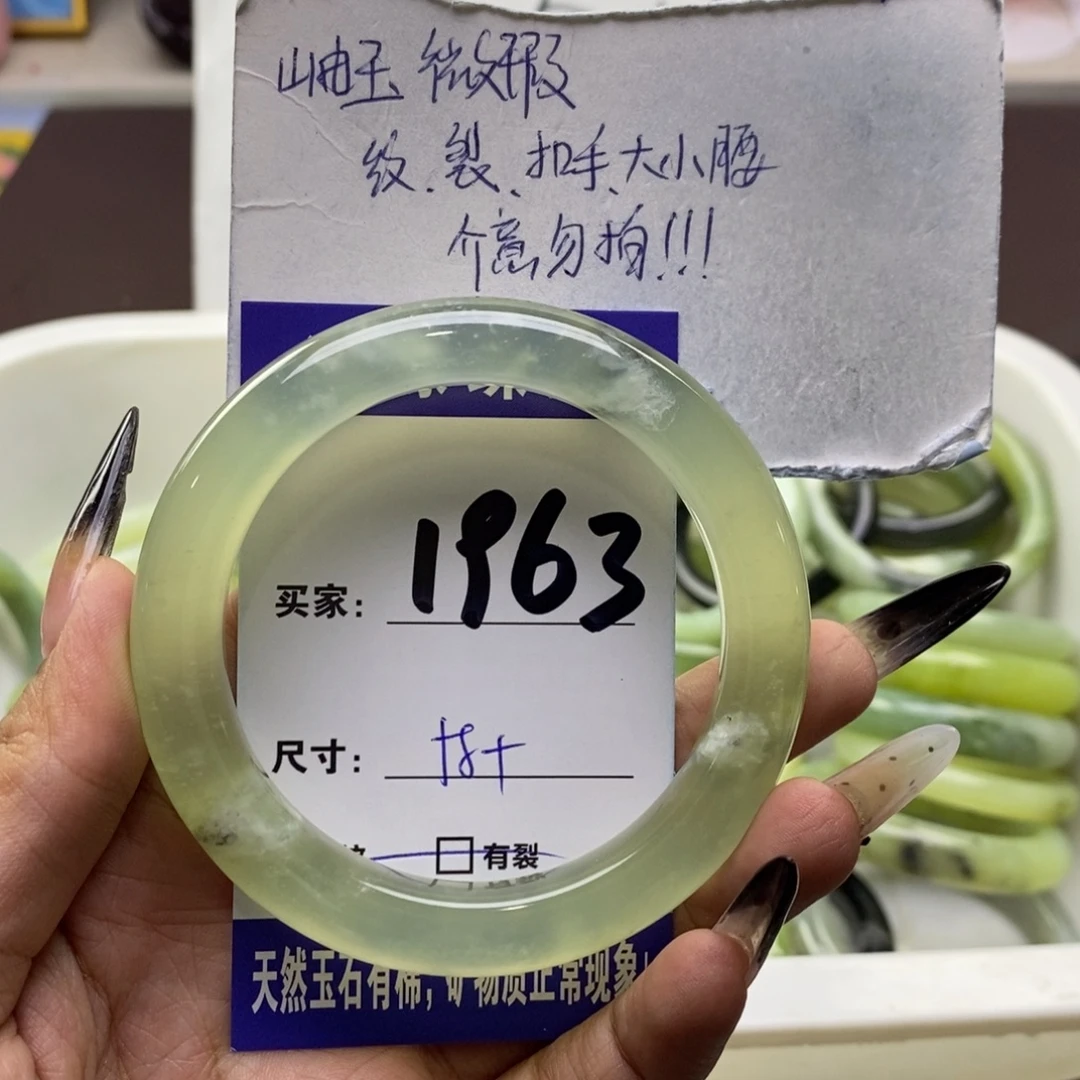 岫玉 微瑕
纹、裂、扣手、大小腰
介意勿拍!!!
买家: 1963
尺寸: 58+
有裂
天然玉石有棉, 矿物质正常现象